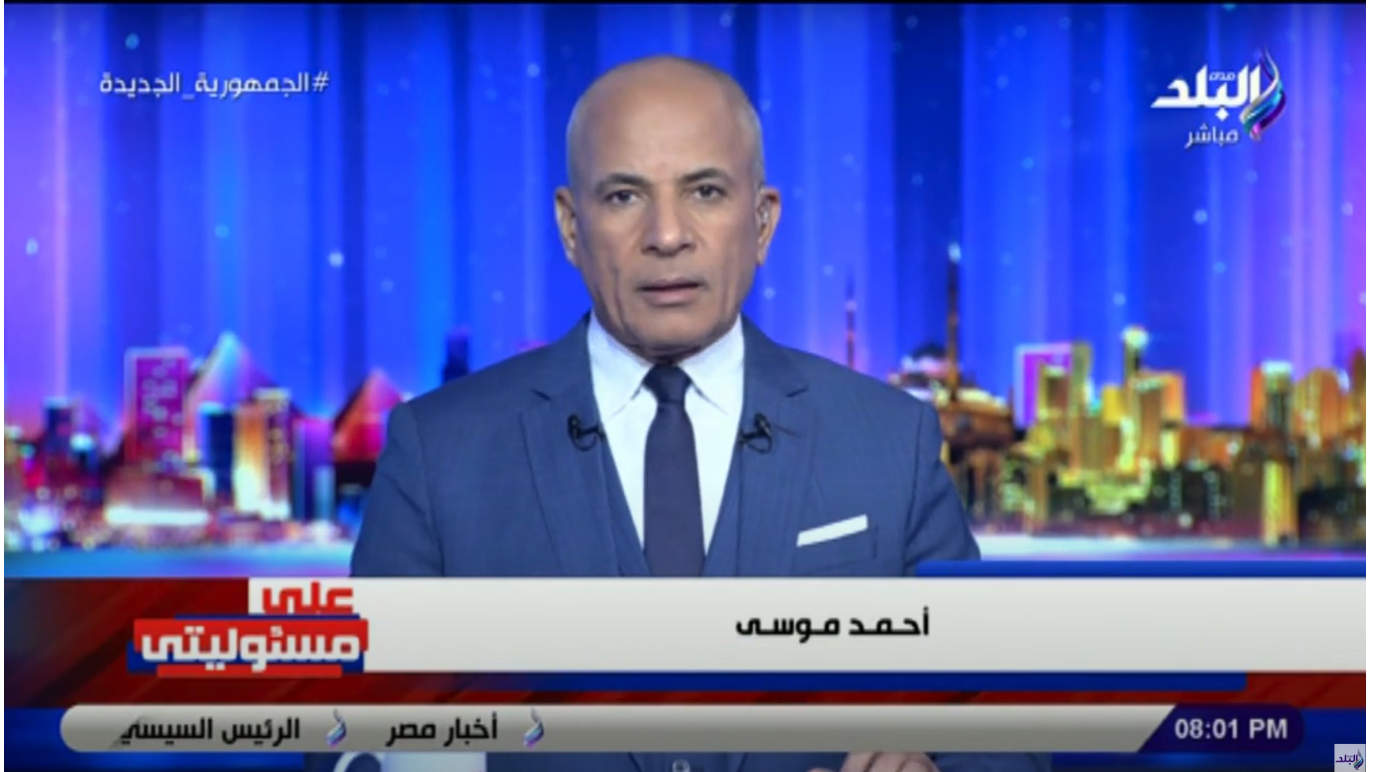 #الجمهورية_الجديدة
صدى
البلد
مباشر
على
مسئوليتي
أحمد موسى
أخبار مصر
الرئيس السيسي
08:01 PM
البلد